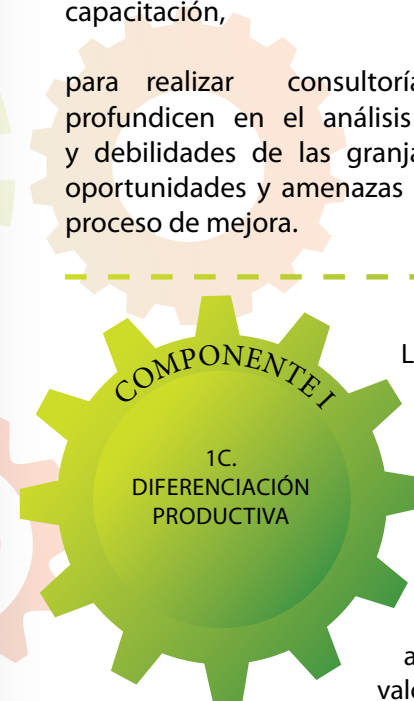 capacitación,
para realizar consultoría
profundicen en el análisis
y debilidades de las granja
oportunidades y amenazas
proceso de mejora.
COMPONENTE I
1C.
DIFERENCIACIÓN
PRODUCTIVA
L
a
valo